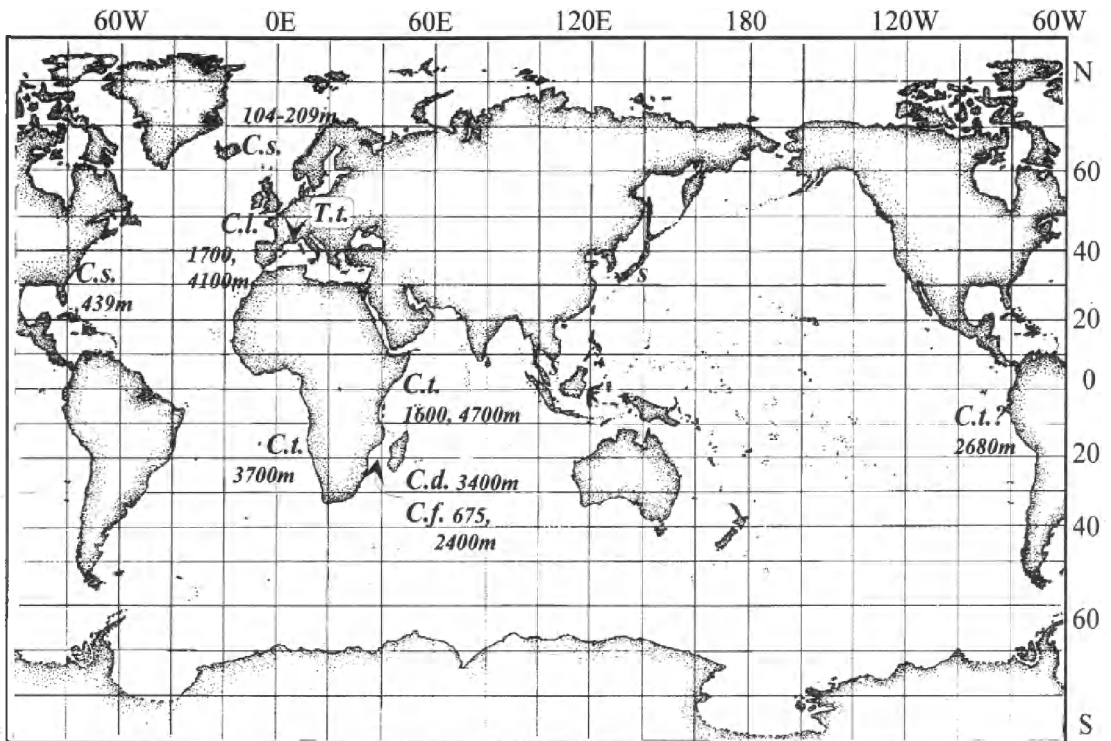 60W 0E 60E 120E 180 120W 60W
N
104-209m
C.s.
60
T.t.
C.l.
1700,
4100m
40
C.s.
439m
s
20
0
C.t.
1600, 4700m
C.t.?
2680m
C.t.
3700m
20
C.d. 3400m
C.f. 675,
2400m
40
60
S